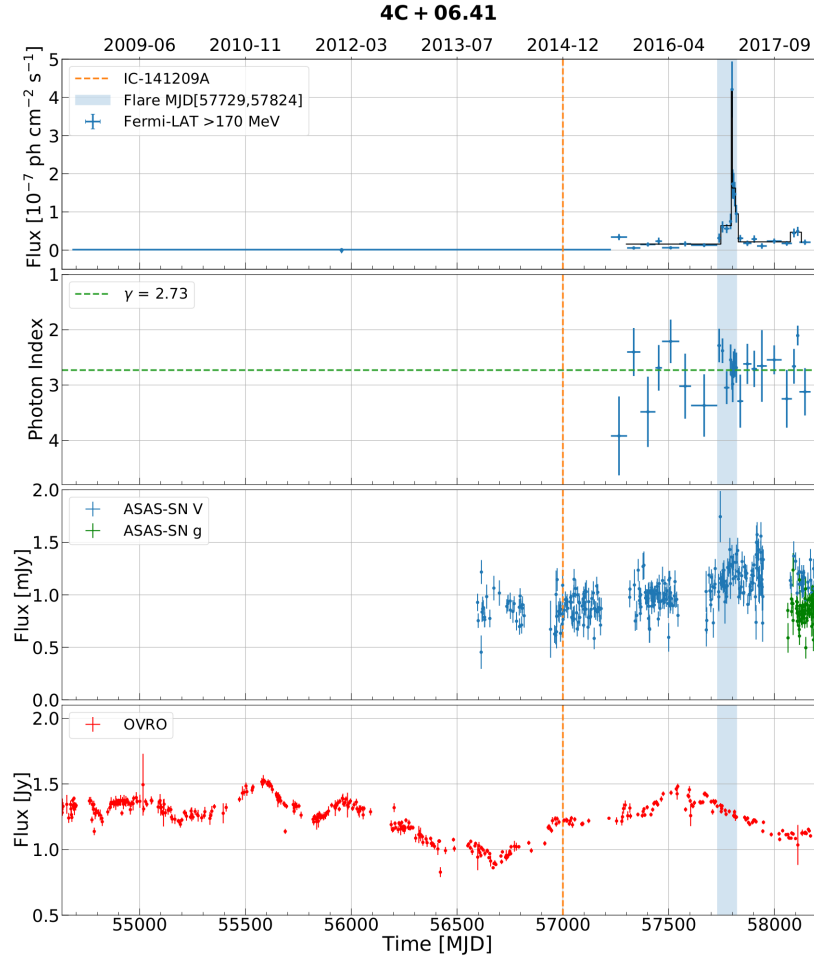 4C + 06.41
2009-06 2010-11 2012-03 2013-07 2014-12 2016-04 2017-09
Flux [10⁻⁷ ph cm⁻² s⁻¹]
5
4
3
2
1
0
IC-141209A
Flare MJD[57729,57824]
Fermi-LAT >170 MeV
Photon Index
1
2
3
4
γ = 2.73
Flux [mJy]
2.0
1.5
1.0
0.5
0.0
ASAS-SN V
ASAS-SN g
Flux [Jy]
2.0
1.5
1.0
0.5
OVRO
55000 55500 56000 56500 57000 57500 58000
Time [MJD]